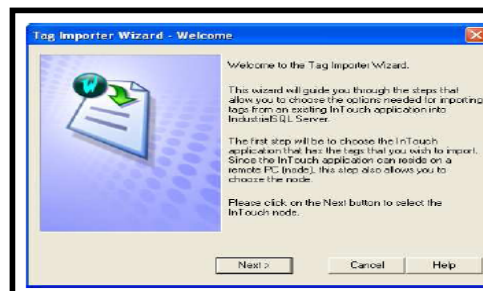 Tag Importer Wizard - Welcome
Welcome to the Tag Importer Wizard.
This wizard will guide you through the steps that
allow you to choose the options needed for importing
tags from an existing InTouch application into
IndustrialSQL Server.
The first step will be to choose the InTouch
application that has the tags that you wish to import.
Since the InTouch application can reside on a
remote PC (node), this step also allows you to
choose the node.
Please click on the Next button to select the
InTouch node.
Next >
Cancel
Help